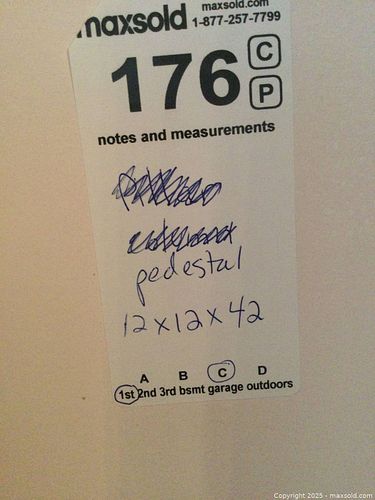 maxsold
maxsold.com
1-877-257-7799
176 C
P
notes and measurements
pedestal
12x12x42
A B C D
1st 2nd 3rd bsmt garage outdoors
Copyright 2025 - maxsold.com